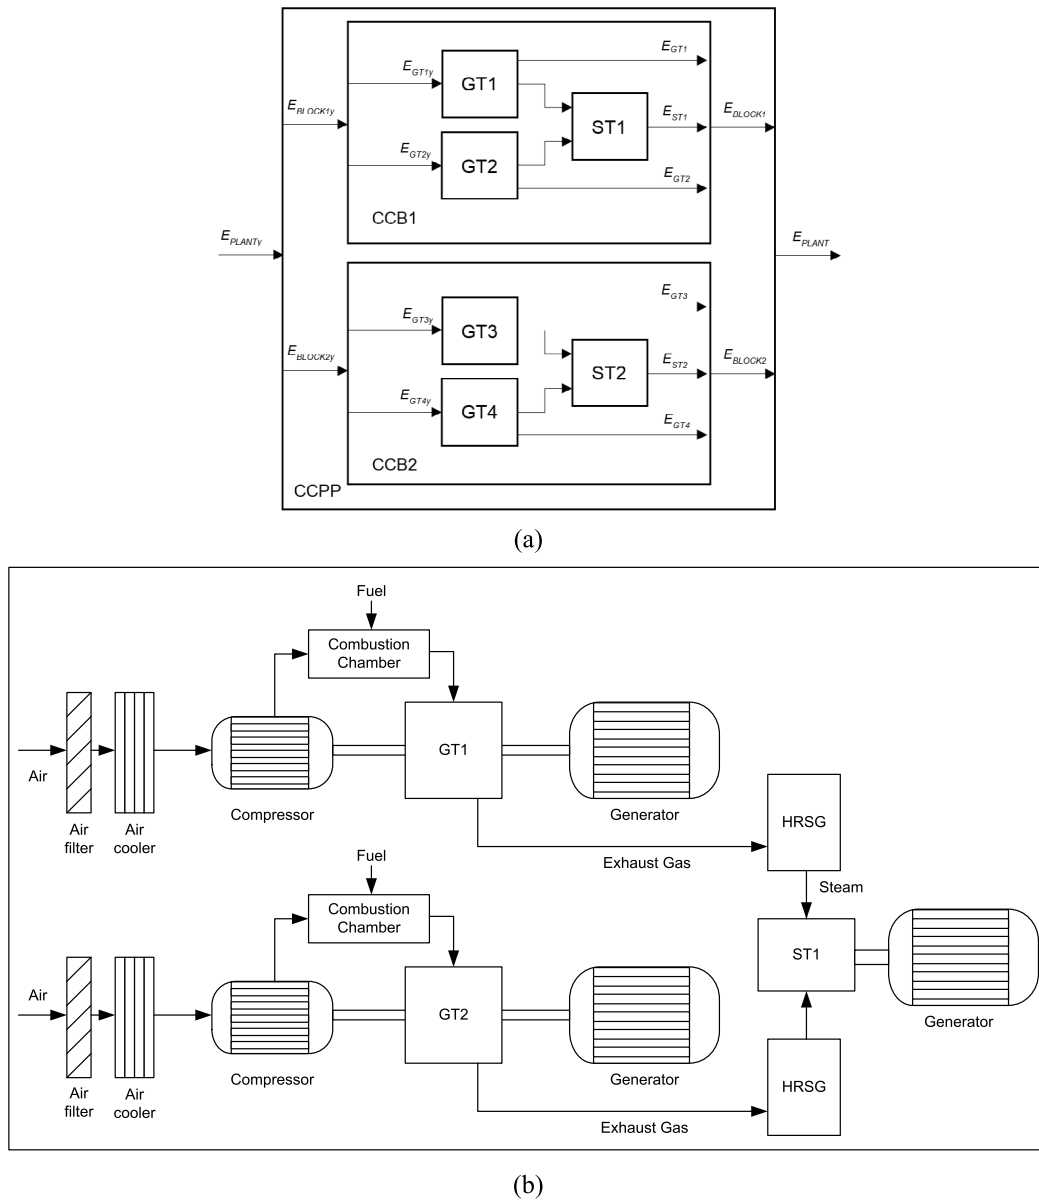 E_GT1
E_GT1y
GT1
E_BLOCK1y
ST1
E_ST1
E_BLOCK1
E_GT2y
GT2
E_GT2
CCB1
E_PLANTy
E_PLANT
E_GT3
E_GT3y
GT3
E_BLOCK2y
ST2
E_ST2
E_BLOCK2
E_GT4y
GT4
E_GT4
CCB2
CCPP
(a)
Fuel
Combustion
Chamber
GT1
Air
Air
filter
Air
cooler
Compressor
Generator
HRSG
Exhaust Gas
Steam
Fuel
Combustion
Chamber
ST1
Air
GT2
Generator
Air
filter
Air
cooler
Compressor
Generator
HRSG
Exhaust Gas
(b)